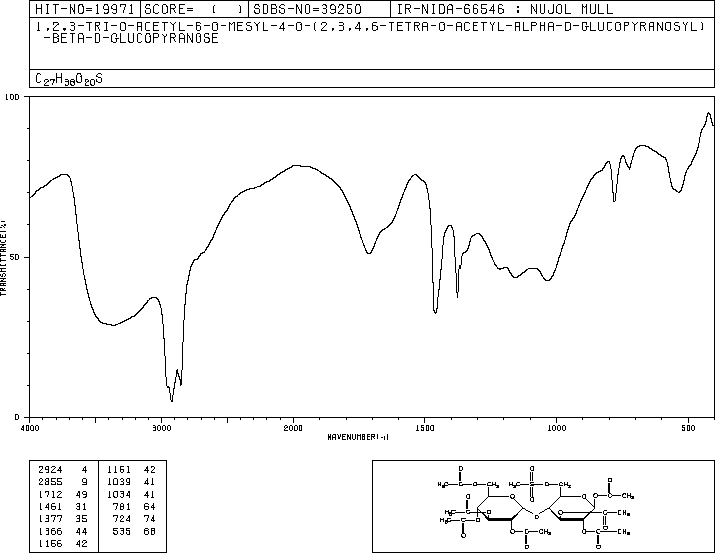 HIT-NO=19971 SCORE= ( ) SDBS-NO=39250 IR-NIDA-66546 : NUJOL MULL
1,2,3-TRI-O-ACETYL-6-O-MESYL-4-O-(2,3,4,6-TETRA-O-ACETYL-ALPHA-D-GLUCOPYRANOSYL)
-BETA-D-GLUCOPYRANOSE
C27H38O20S
100
50
0
TRANSMITTANCE(%)
4000 3000 2000 1500 1000 500
WAVENUMBER(-1)
2924 4 1161 42
2855 9 1039 41
1712 49 1034 41
1461 31 781 64
1377 35 724 74
1366 44 535 68
1166 42